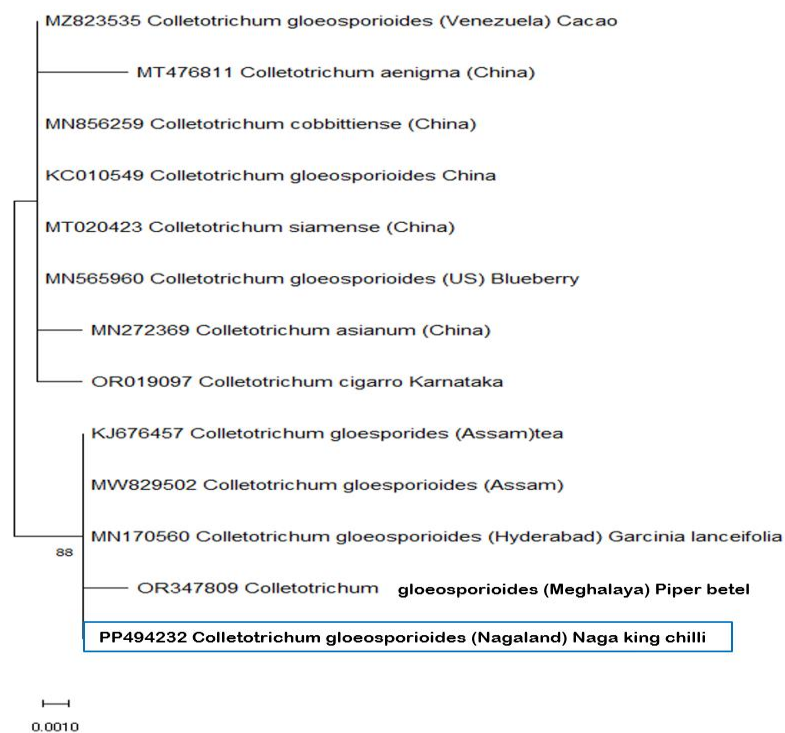 MZ823535 Colletotrichum gloeosporioides (Venezuela) Cacao
MT476811 Colletotrichum aenigma (China)
MN856259 Colletotrichum cobbittiense (China)
KC010549 Colletotrichum gloeosporioides China
MT020423 Colletotrichum siamense (China)
MN565960 Colletotrichum gloeosporioides (US) Blueberry
MN272369 Colletotrichum asianum (China)
OR019097 Colletotrichum cigarro Karnataka
KJ676457 Colletotrichum gloesporides (Assam)tea
MW829502 Colletotrichum gloesporioides (Assam)
MN170560 Colletotrichum gloeosporioides (Hyderabad) Garcinia lanceifolia
88
OR347809 Colletotrichum gloeosporioides (Meghalaya) Piper betel
PP494232 Colletotrichum gloeosporioides (Nagaland) Naga king chilli
0.0010